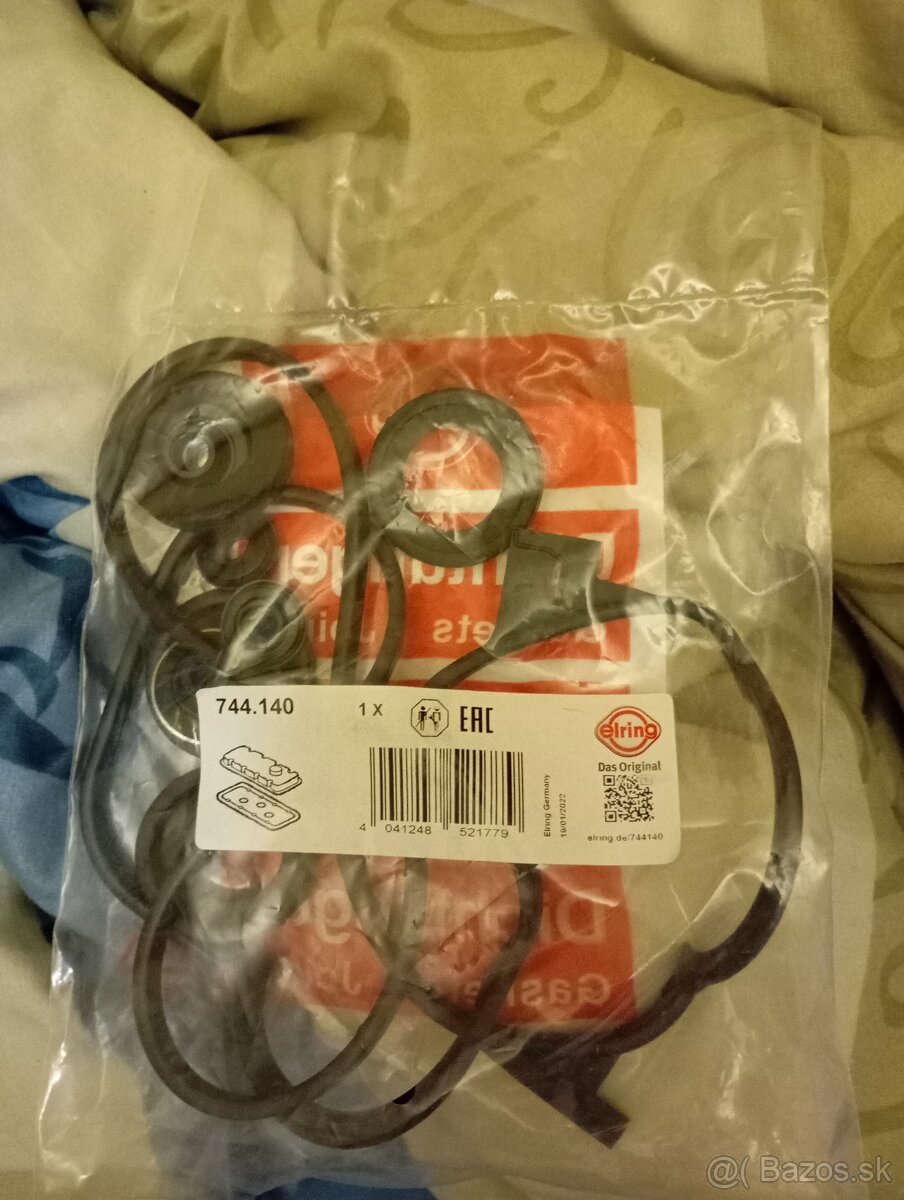 744.140
1 X
EAC
elring
Das Original
4 041248 521779
Elring Germany
19/01/2022
elring.de/744140
@( Bazos.sk